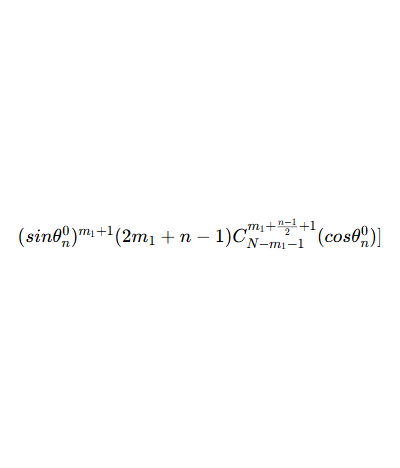 (sinθ_n^0)^{m_1+1}(2m_1 + n − 1)C_{N−m_1−1}^{m_1+\frac{n−1}{2}+1}(cosθ_n^0)]